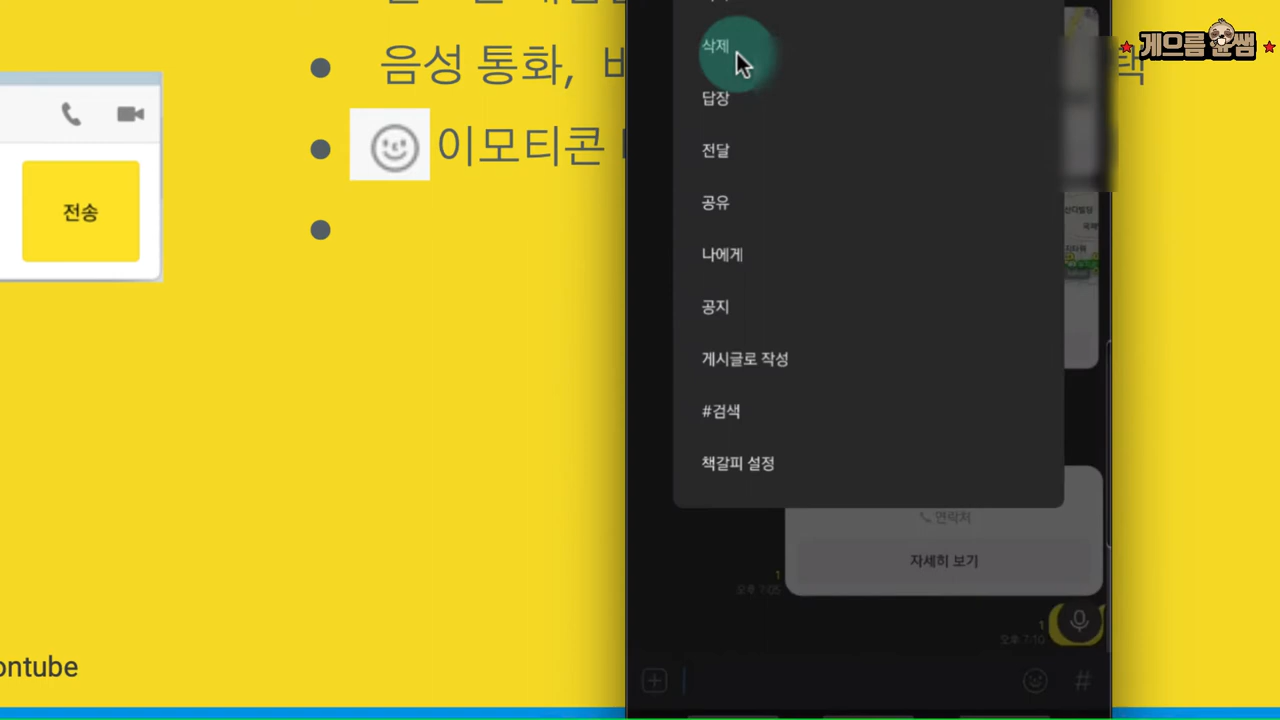 게으름 윤쌤
음성 통화,
이모티콘
전송
삭제
답장
전달
공유
나에게
공지
게시글로 작성
#검색
책갈피 설정
연락처
자세히 보기
1
오후 7:05
1
오후 7:10
#
ontube